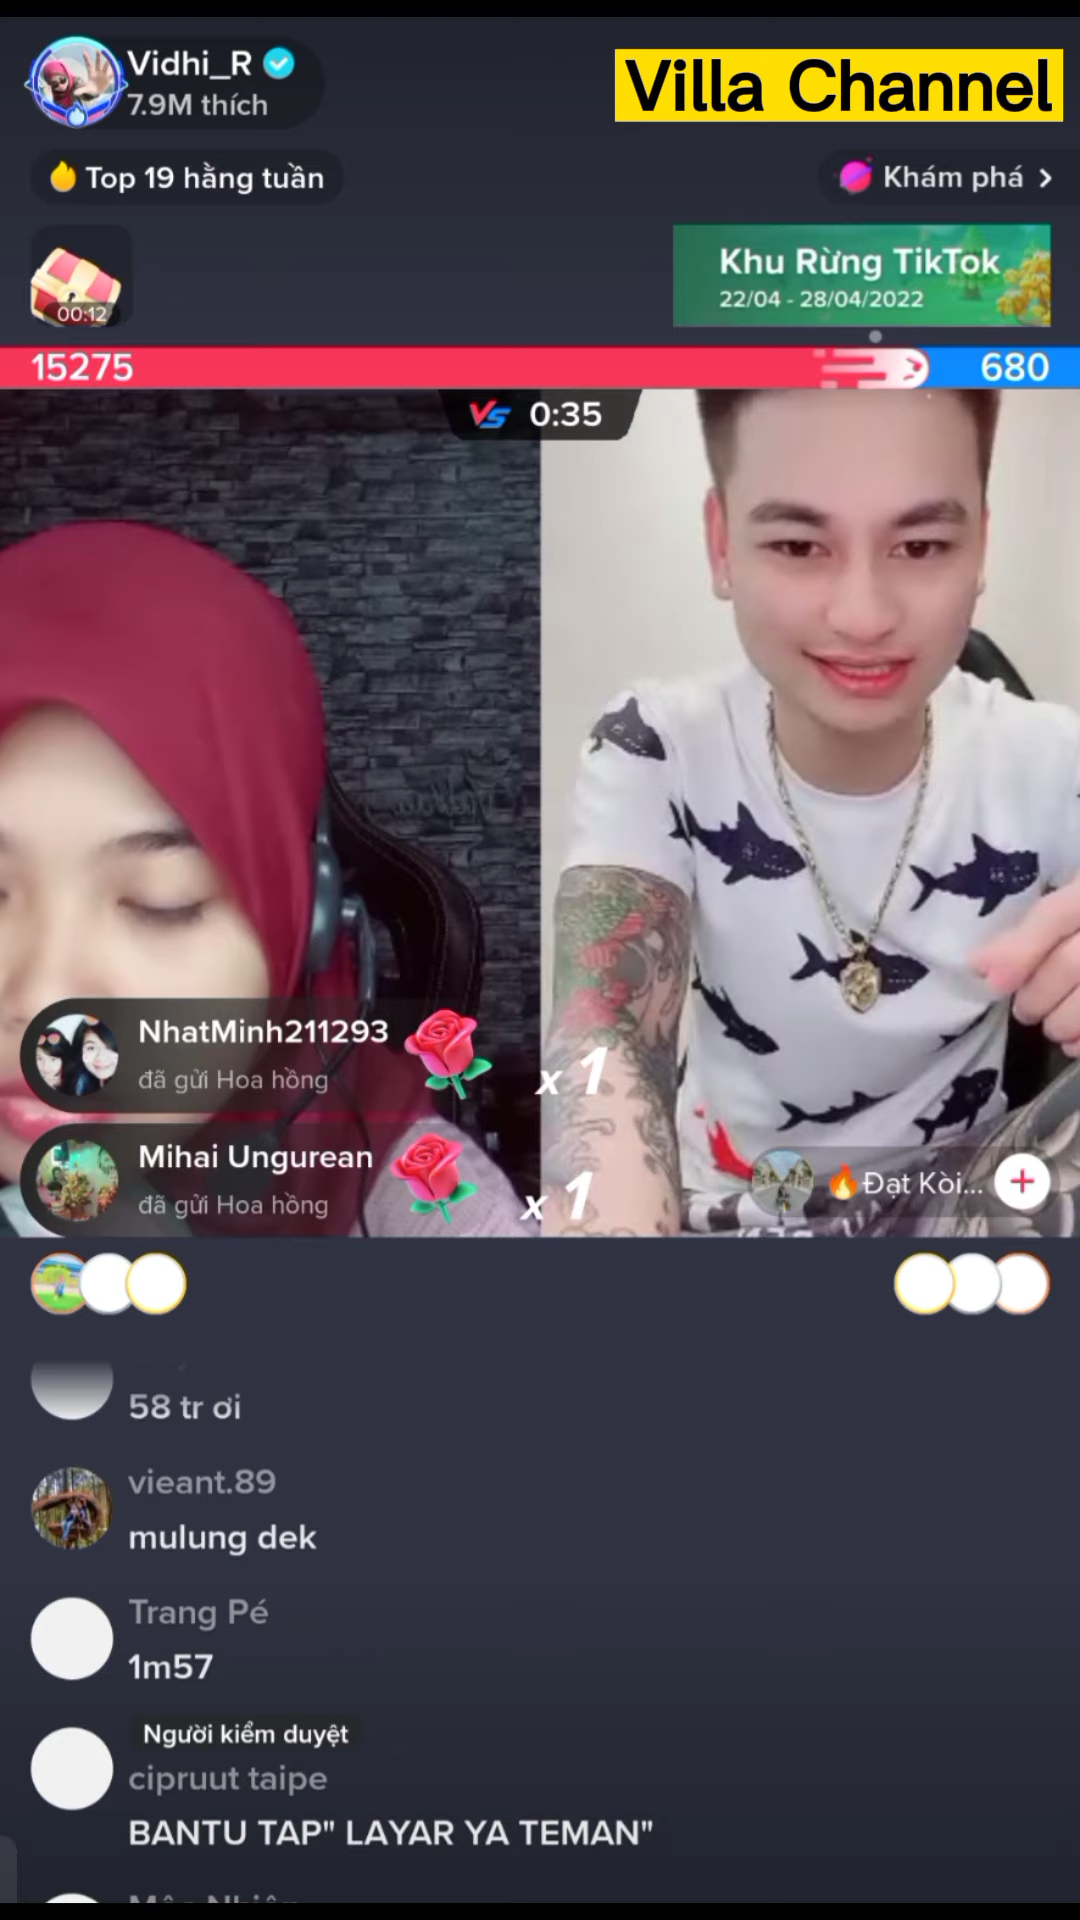 Vidhi_R
7.9M thích
Villa Channel
Top 19 hằng tuần
Khám phá
00:12
Khu Rừng TikTok
22/04 - 28/04/2022
15275
680
VS 0:35
NhatMinh211293
đã gửi Hoa hồng
x 1
Mihai Ungurean
đã gửi Hoa hồng
x 1
Đạt Kòi...
58 tr ơi
vieant.89
mulung dek
Trang Pé
1m57
Người kiểm duyệt
cipruut taipe
BANTU TAP" LAYAR YA TEMAN"